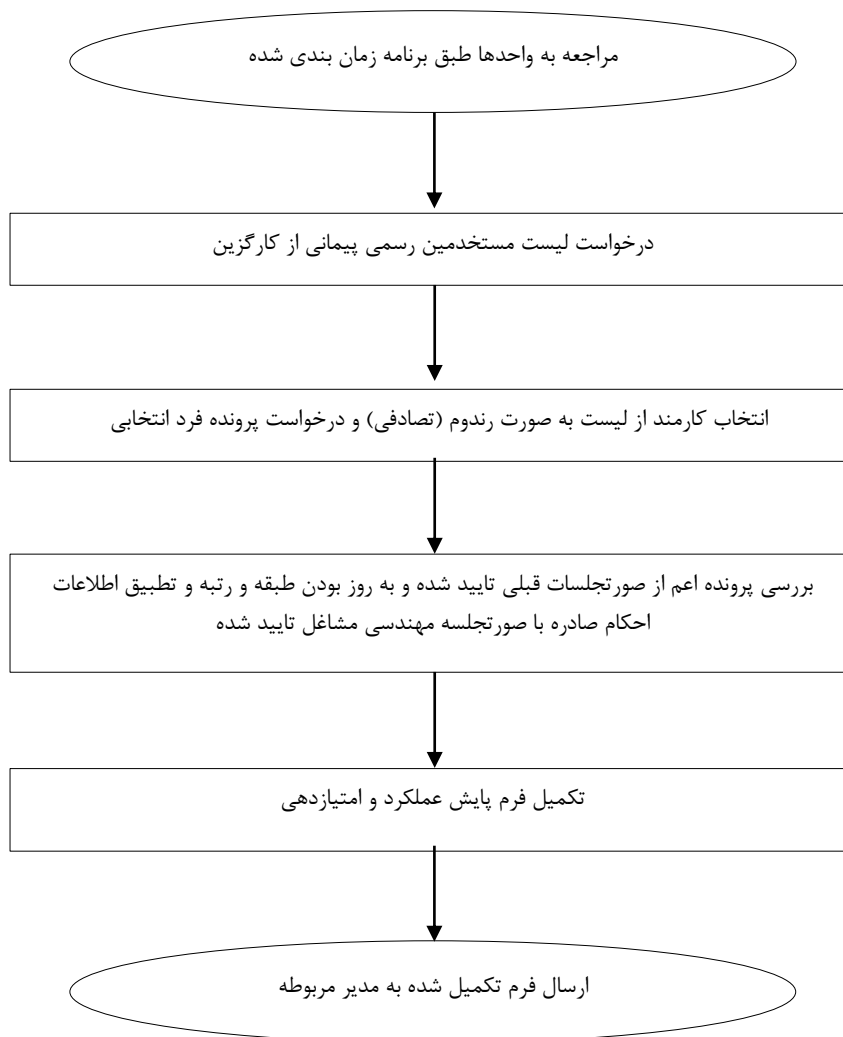 مراجعه به واحدها طبق برنامه زمان بندی شده
درخواست لیست مستخدمین رسمی پیمانی از کارگزین
انتخاب کارمند از لیست به صورت رندوم (تصادفی) و درخواست پرونده فرد انتخابی
بررسی پرونده اعم از صورتجلسات قبلی تایید شده و به روز بودن طبقه و رتبه و تطبیق اطلاعات
احکام صادره با صورتجلسه مهندسی مشاغل تایید شده
تکمیل فرم پایش عملکرد و امتیازدهی
ارسال فرم تکمیل شده به مدیر مربوطه